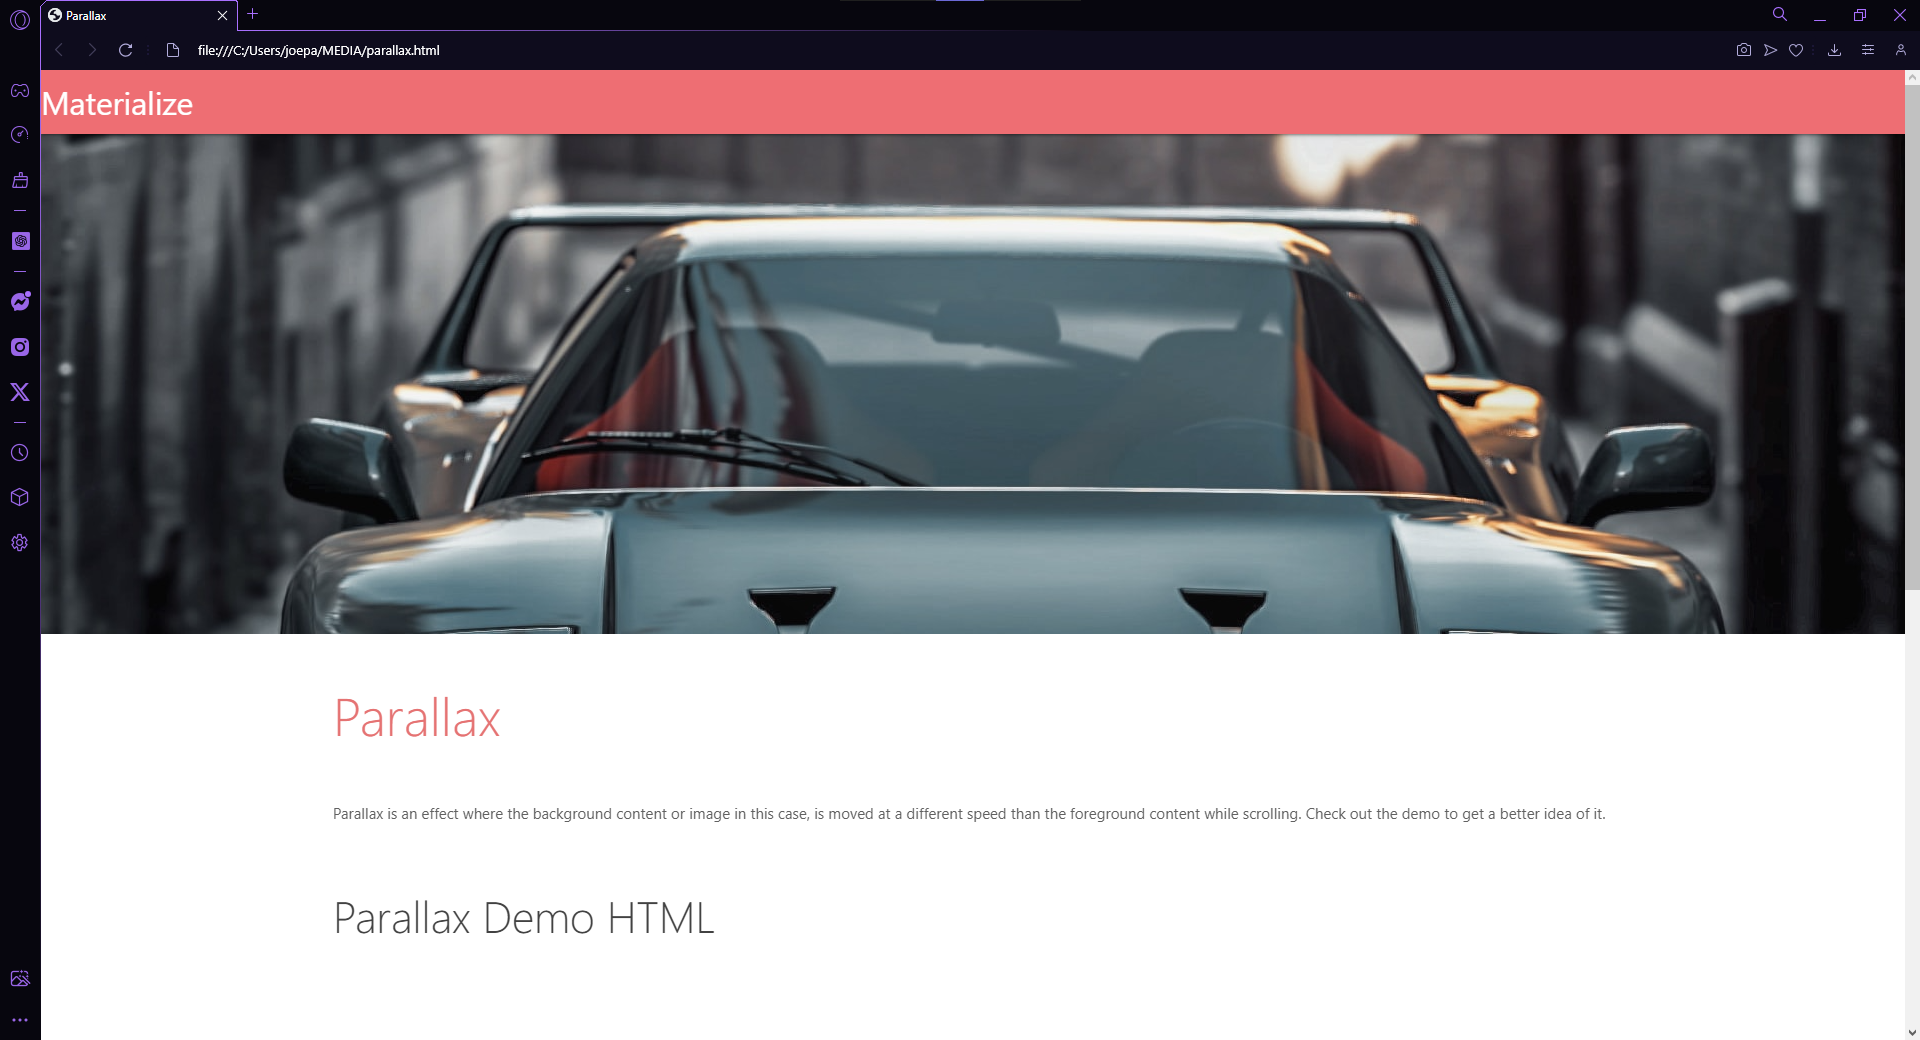 Parallax
file:///C:/Users/joepa/MEDIA/parallax.html
Materialize
Parallax
Parallax is an effect where the background content or image in this case, is moved at a different speed than the foreground content while scrolling. Check out the demo to get a better idea of it.
Parallax Demo HTML